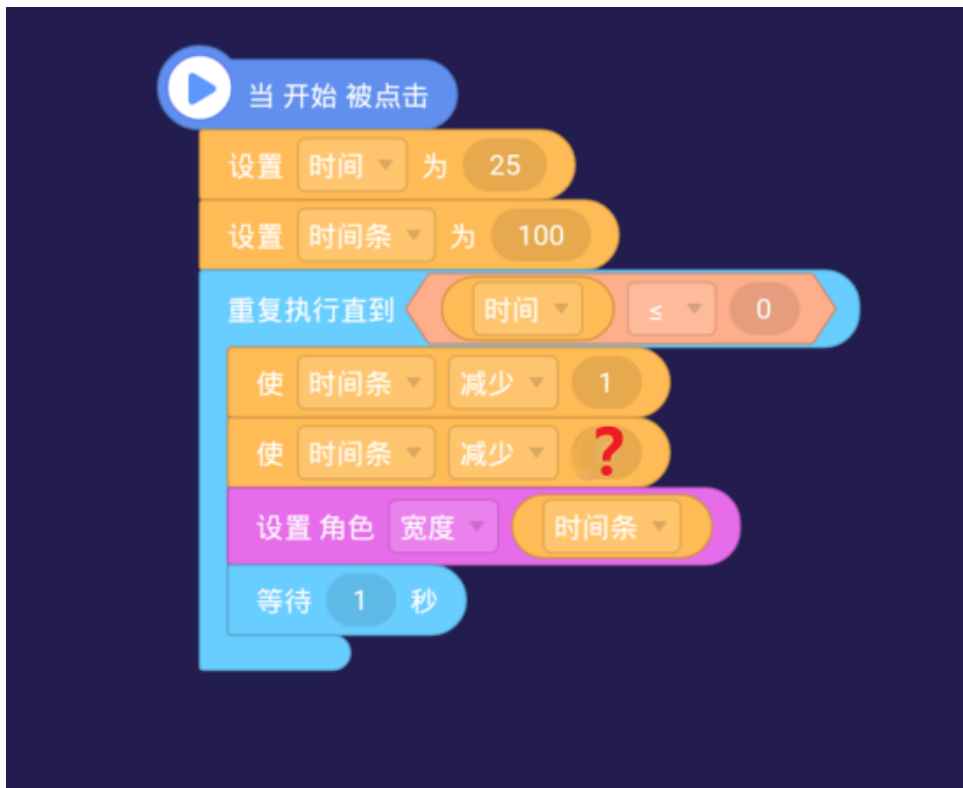 当 开始 被点击
设置 时间 为 25
设置 时间条 为 100
重复执行直到 时间 ≤ 0
使 时间条 减少 1
使 时间条 减少 ?
设置 角色 宽度 时间条
等待 1 秒